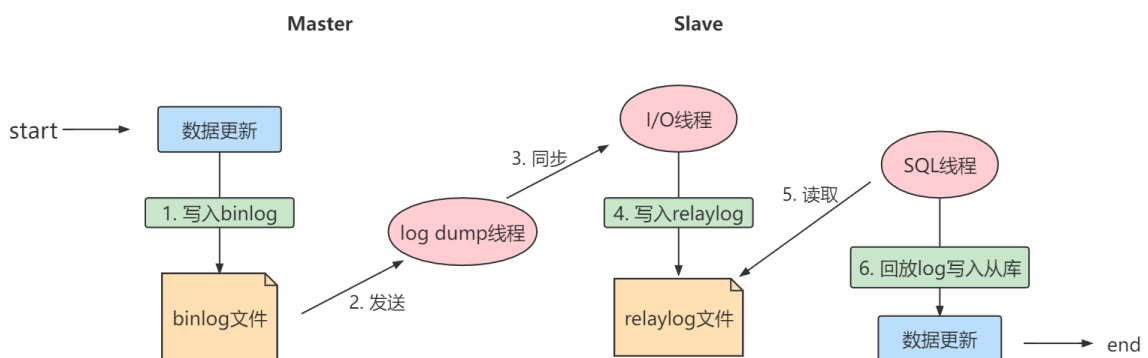 Master
Slave
start
数据更新
1. 写入binlog
binlog文件
2. 发送
log dump线程
3. 同步
I/O线程
4. 写入relaylog
relaylog文件
5. 读取
SQL线程
6. 回放log写入从库
数据更新
end